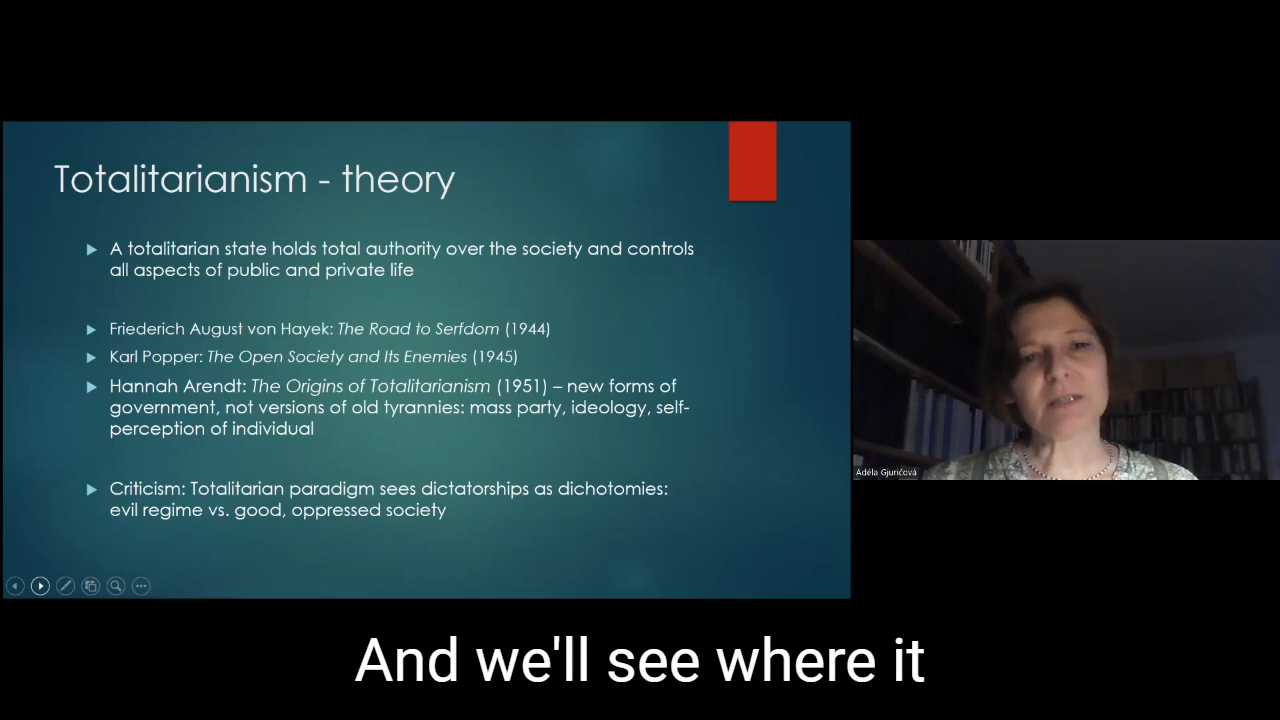 Totalitarianism - theory
A totalitarian state holds total authority over the society and controls
all aspects of public and private life
Friederich August von Hayek: The Road to Serfdom (1944)
Karl Popper: The Open Society and Its Enemies (1945)
Hannah Arendt: The Origins of Totalitarianism (1951) – new forms of
government, not versions of old tyrannies: mass party, ideology, self-
perception of individual
Criticism: Totalitarian paradigm sees dictatorships as dichotomies:
evil regime vs. good, oppressed society
Adéla Gjuričová
And we'll see where it